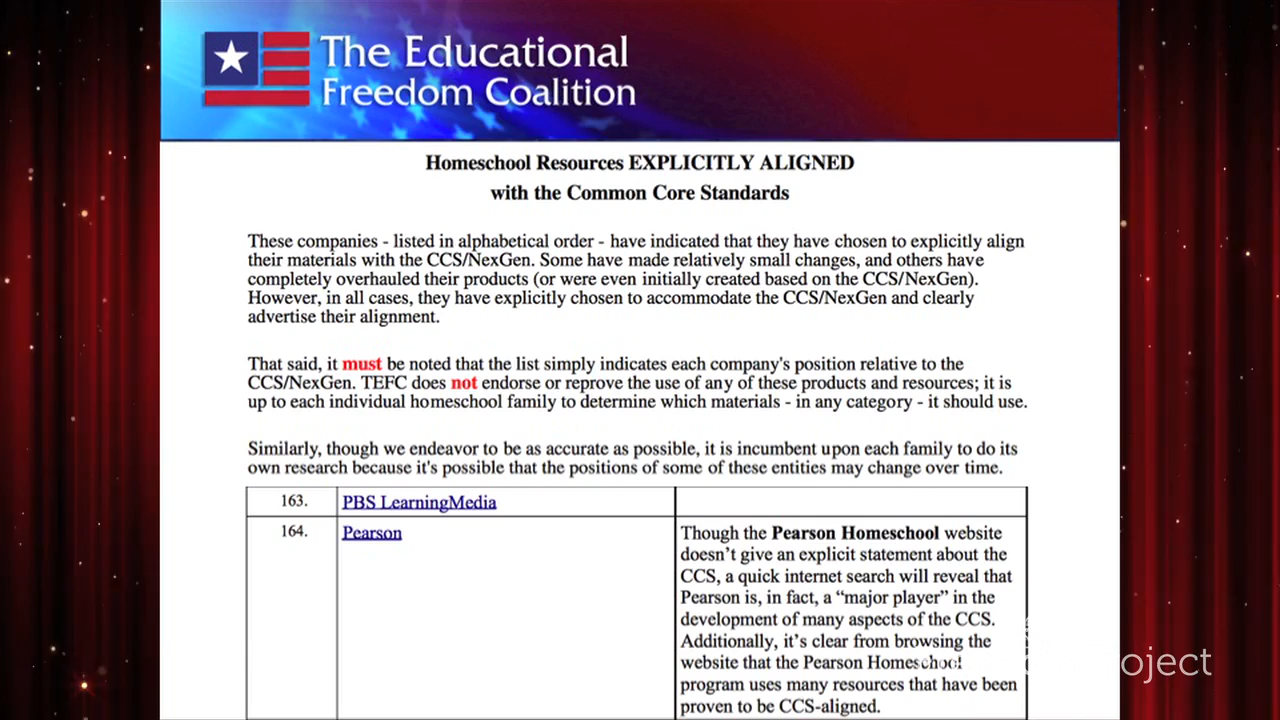 The Educational
Freedom Coalition
Homeschool Resources EXPLICITLY ALIGNED
with the Common Core Standards
These companies - listed in alphabetical order - have indicated that they have chosen to explicitly align
their materials with the CCS/NexGen. Some have made relatively small changes, and others have
completely overhauled their products (or were even initially created based on the CCS/NexGen).
However, in all cases, they have explicitly chosen to accommodate the CCS/NexGen and clearly
advertise their alignment.
That said, it must be noted that the list simply indicates each company's position relative to the
CCS/NexGen. TEFC does not endorse or reprove the use of any of these products and resources; it is
up to each individual homeschool family to determine which materials - in any category - it should use.
Similarly, though we endeavor to be as accurate as possible, it is incumbent upon each family to do its
own research because it's possible that the positions of some of these entities may change over time.
163. PBS LearningMedia
164. Pearson
Though the Pearson Homeschool website
doesn’t give an explicit statement about the
CCS, a quick internet search will reveal that
Pearson is, in fact, a “major player” in the
development of many aspects of the CCS.
Additionally, it’s clear from browsing the
website that the Pearson Homeschool
program uses many resources that have been
proven to be CCS-aligned.